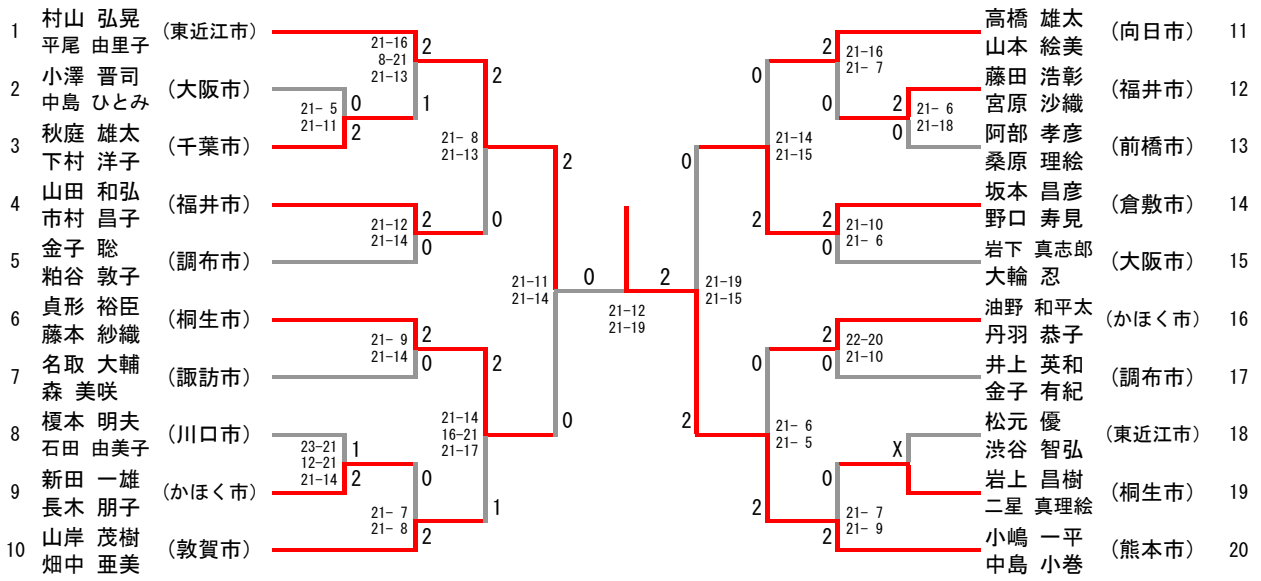 1 村山 弘晃 (東近江市)
平尾 由里子
2 小澤 晋司 (大阪市)
中島 ひとみ
3 秋庭 雄太 (千葉市)
下村 洋子
4 山田 和弘 (福井市)
市村 昌子
5 金子 聡 (調布市)
粕谷 敦子
6 貞形 裕臣 (桐生市)
藤本 紗織
7 名取 大輔 (諏訪市)
森 美咲
8 榎本 明夫 (川口市)
石田 由美子
9 新田 一雄 (かほく市)
長木 朋子
10 山岸 茂樹 (敦賀市)
畑中 亜美
21-16
8-21
21-13
2
1
21- 5
21-11
0
2
21- 8
21-13
2
0
21-12
21-14
2
0
21-11
21-14
2
0
21- 9
21-14
2
0
21-14
16-21
21-17
2
1
23-21
12-21
21-14
1
2
21- 7
21- 8
0
2
0
2
21-12
21-19
21-19
21-15
0
2
21-14
21-15
0
2
21-16
21- 7
2
0
21- 6
21-18
2
0
21-10
21- 6
2
0
22-20
21-10
2
0
21- 6
21- 5
0
2
X
21- 7
21- 9
0
2
高橋 雄太 (向日市) 11
山本 絵美
藤田 浩彰 (福井市) 12
宮原 沙織
阿部 孝彦 (前橋市) 13
桑原 理絵
坂本 昌彦 (倉敷市) 14
野口 寿見
岩下 真志郎 (大阪市) 15
大輪 忍
油野 和平太 (かほく市) 16
丹羽 恭子
井上 英和 (調布市) 17
金子 有紀
松元 優 (東近江市) 18
渋谷 智弘
岩上 昌樹 (桐生市) 19
二星 真理絵
小嶋 一平 (熊本市) 20
中島 小巻